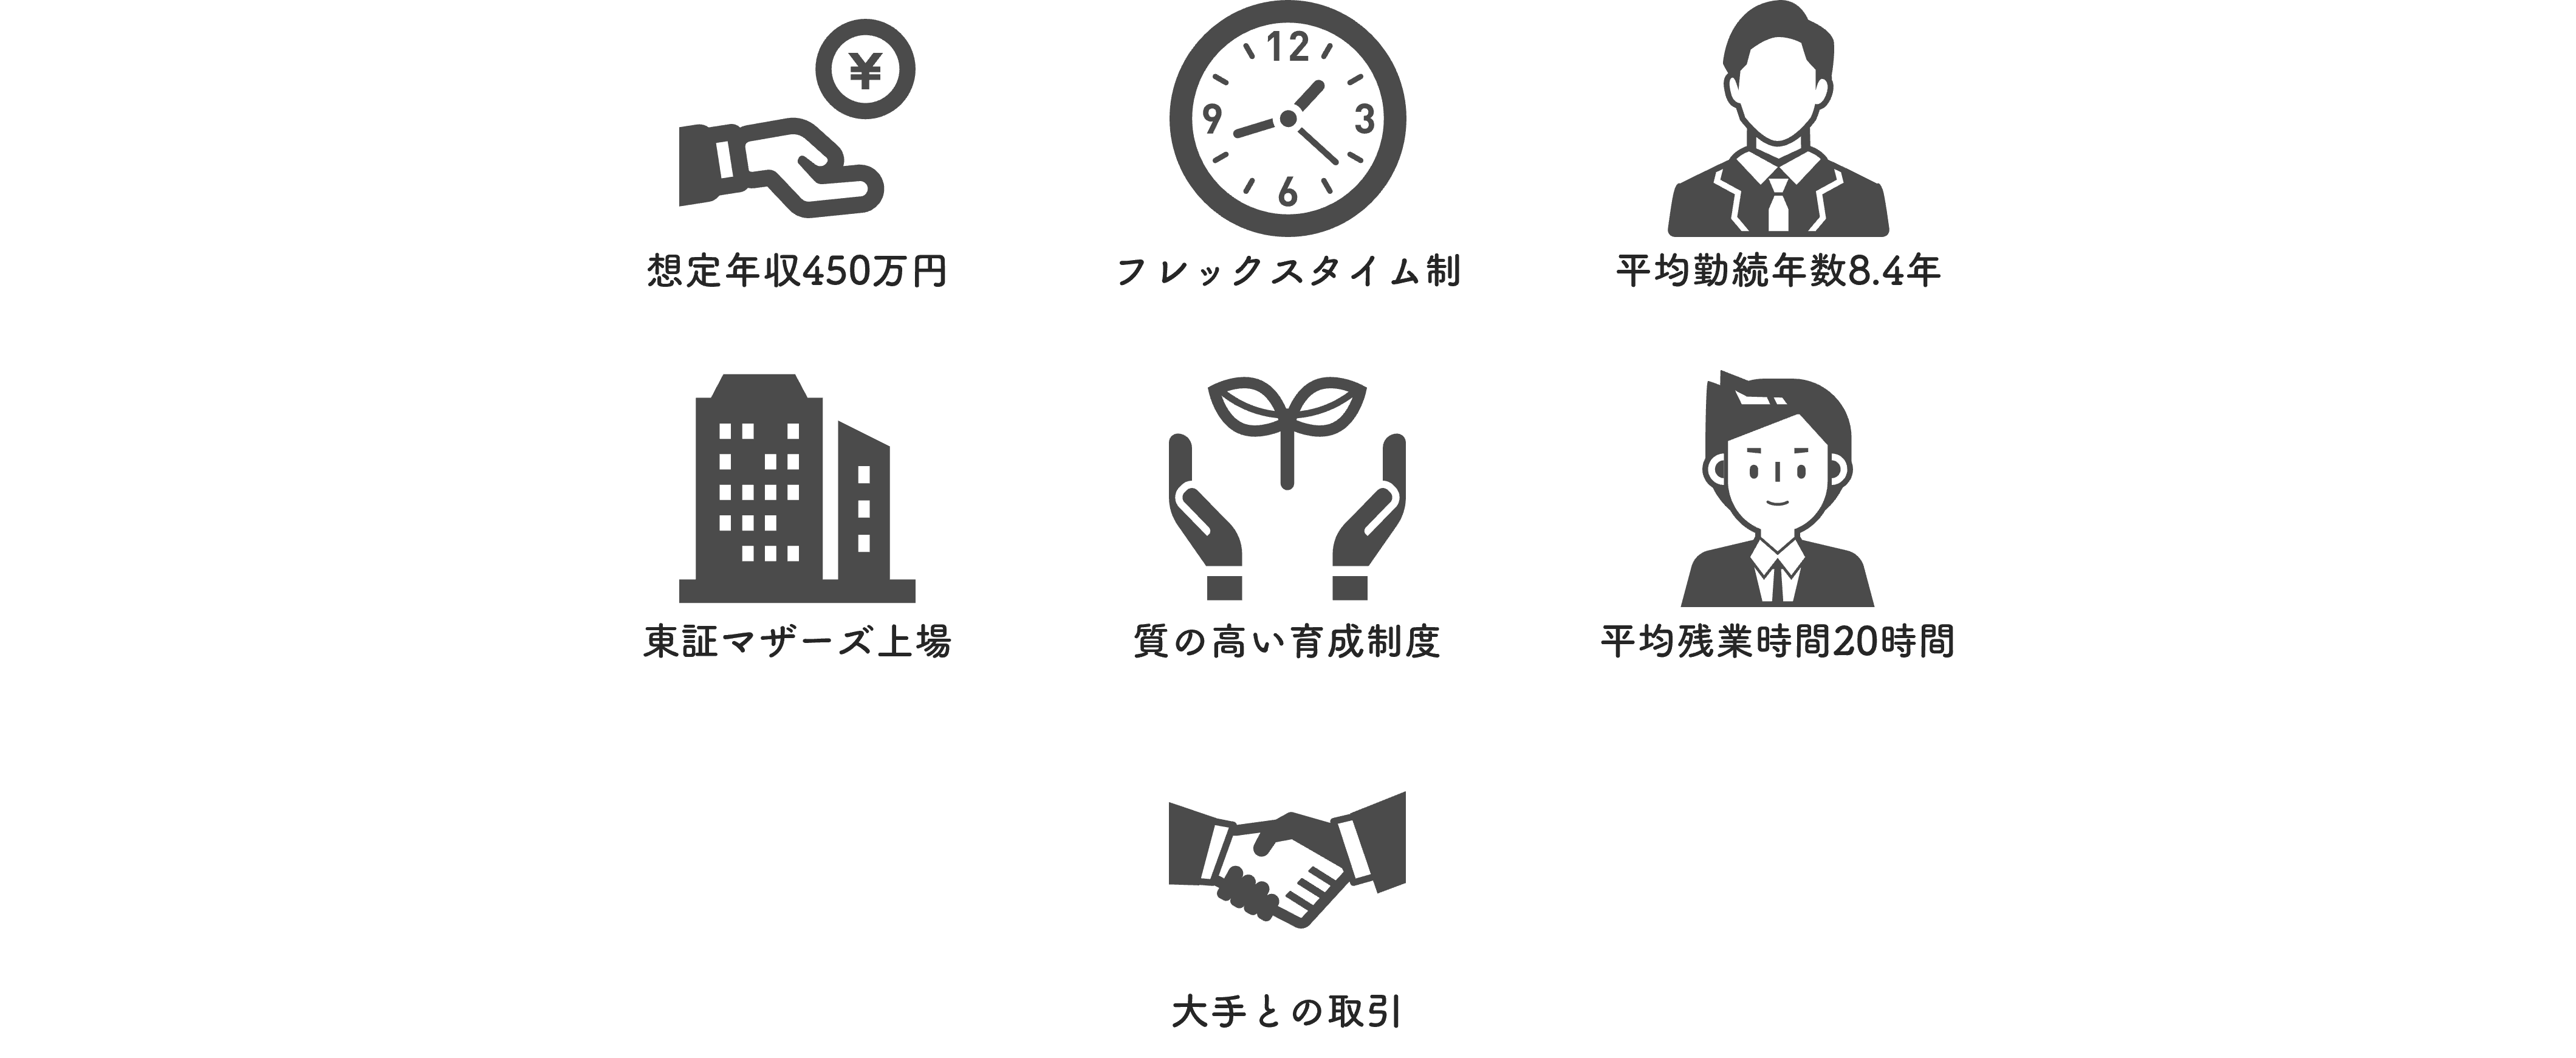 ¥
12
9
3
6
想定年収450万円
フレックスタイム制
平均勤続年数8.4年
東証マザーズ上場
質の高い育成制度
平均残業時間20時間
大手との取引